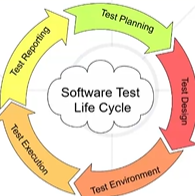 Software Test
Life Cycle
Test Planning
Test Design
Test Environment
Test Execution
Test Reporting